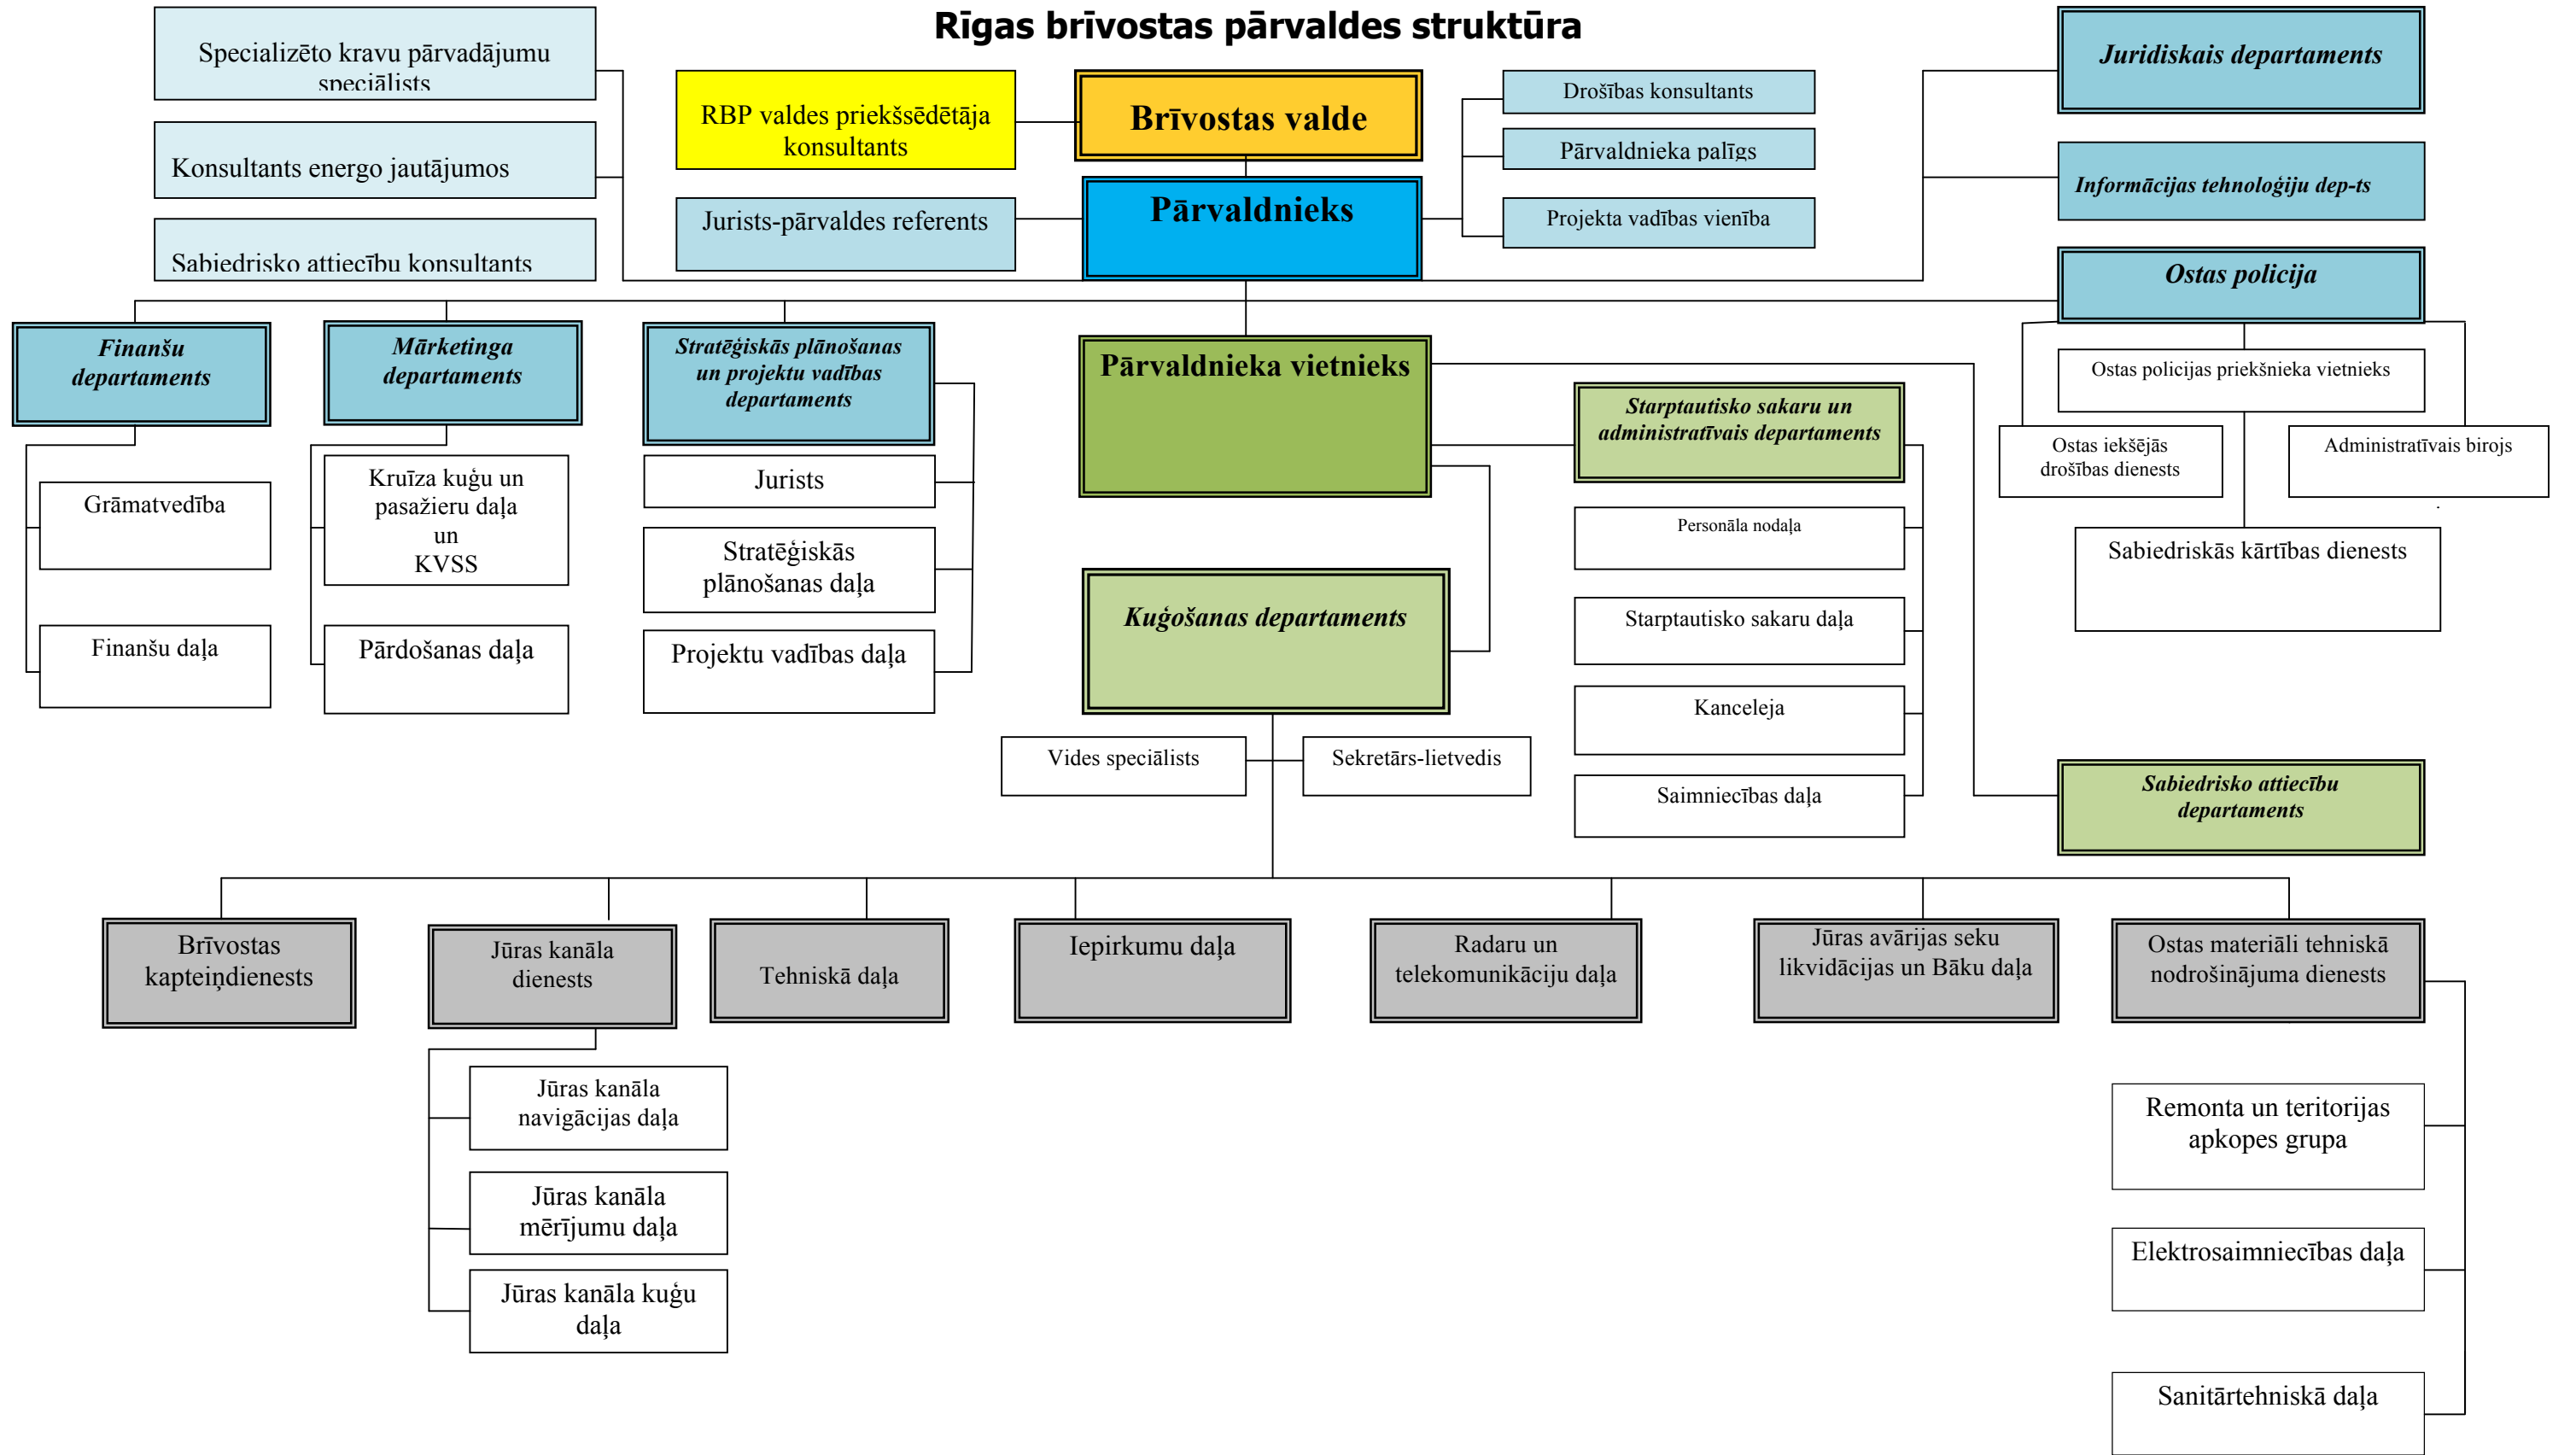 Rīgas brīvostas pārvaldes struktūra
Specializēto kravu pārvadājumu
speciālists
Konsultants energo jautājumos
Sabiedrisko attiecību konsultants
RBP valdes priekšsēdētāja
konsultants
Jurists-pārvaldes referents
Brīvostas valde
Pārvaldnieks
Drošības konsultants
Pārvaldnieka palīgs
Projekta vadības vienība
Juridiskais departaments
Informācijas tehnoloģiju dep-ts
Ostas policija
Ostas policijas priekšnieka vietnieks
Ostas iekšējās
drošības dienests
Administratīvais birojs
.
Sabiedriskās kārtības dienests
Finanšu
departaments
Grāmatvedība
Finanšu daļa
Mārketinga
departaments
Kruīza kuģu un
pasažieru daļa
un
KVSS
Pārdošanas daļa
Stratēģiskās plānošanas
un projektu vadības
departaments
Jurists
Stratēģiskās
plānošanas daļa
Projektu vadības daļa
Pārvaldnieka vietnieks
Starptautisko sakaru un
administratīvais departaments
Personāla nodaļa
Starptautisko sakaru daļa
Kanceleja
Saimniecības daļa
Kuģošanas departaments
Vides speciālists
Sekretārs-lietvedis
Sabiedrisko attiecību
departaments
Brīvostas
kapteiņdienests
Jūras kanāla
dienests
Tehniskā daļa
Iepirkumu daļa
Radaru un
telekomunikāciju daļa
Jūras avārijas seku
likvidācijas un Bāku daļa
Ostas materiāli tehniskā
nodrošinājuma dienests
Jūras kanāla
navigācijas daļa
Jūras kanāla
mērījumu daļa
Jūras kanāla kuģu
daļa
Remonta un teritorijas
apkopes grupa
Elektrosaimniecības daļa
Sanitārtehniskā daļa